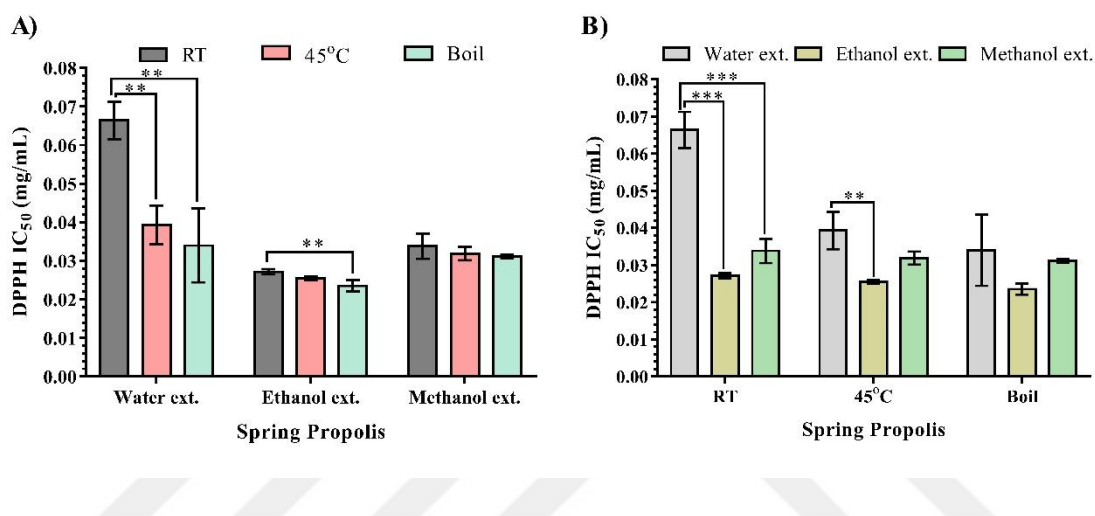 A)
RT 45°C Boil
DPPH IC50 (mg/mL)
0.08
0.07
0.06
0.05
0.04
0.03
0.02
0.01
0.00
**
**
**
Water ext. Ethanol ext. Methanol ext.
Spring Propolis
B)
Water ext. Ethanol ext. Methanol ext.
DPPH IC50 (mg/mL)
0.08
0.07
0.06
0.05
0.04
0.03
0.02
0.01
0.00
***
***
**
RT 45°C Boil
Spring Propolis